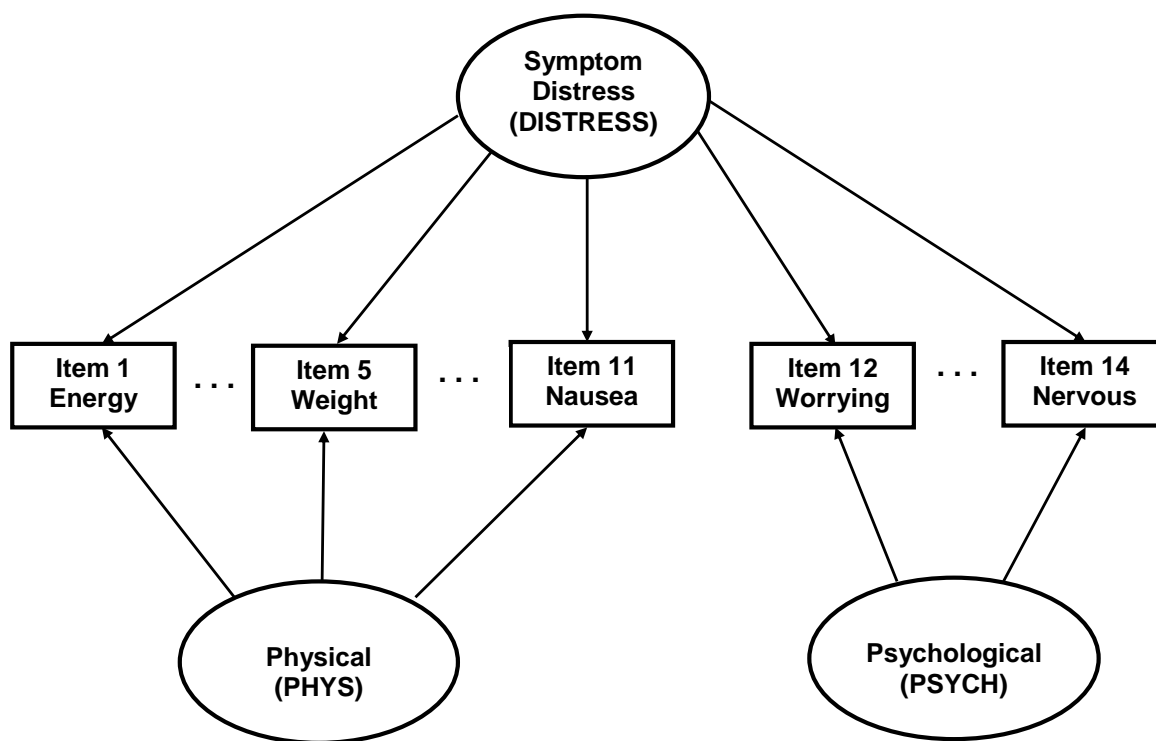 Symptom
Distress
(DISTRESS)
Item 1
Energy
. . .
Item 5
Weight
. . .
Item 11
Nausea
Item 12
Worrying
. . .
Item 14
Nervous
Physical
(PHYS)
Psychological
(PSYCH)